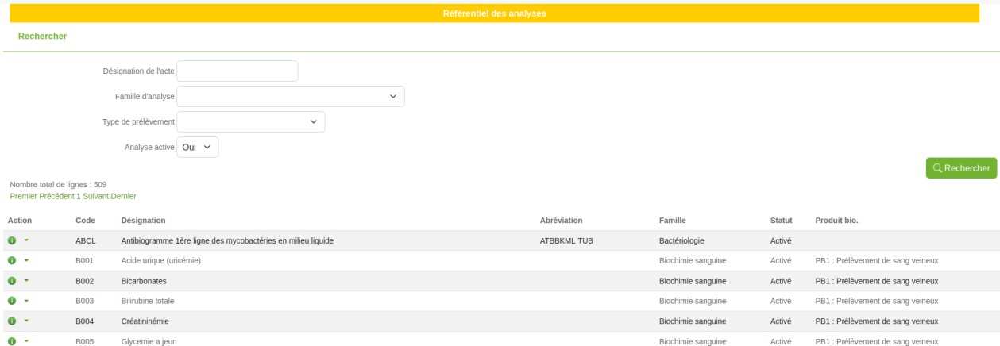 Référentiel des analyses
Rechercher
Désignation de l'acte
Famille d'analyse
Type de prélèvement
Analyse active Oui
Rechercher
Nombre total de lignes : 509
Premier Précédent 1 Suivant Dernier
Action Code Désignation Abréviation Famille Statut Produit bio.
ABCL Antibiogramme 1ère ligne des mycobactéries en milieu liquide ATBBKML TUB Bactériologie Activé
B001 Acide urique (uricémie) Biochimie sanguine Activé PB1 : Prélèvement de sang veineux
B002 Bicarbonates Biochimie sanguine Activé PB1 : Prélèvement de sang veineux
B003 Bilirubine totale Biochimie sanguine Activé PB1 : Prélèvement de sang veineux
B004 Créatininémie Biochimie sanguine Activé PB1 : Prélèvement de sang veineux
B005 Glycemie a jeun Biochimie sanguine Activé PB1 : Prélèvement de sang veineux